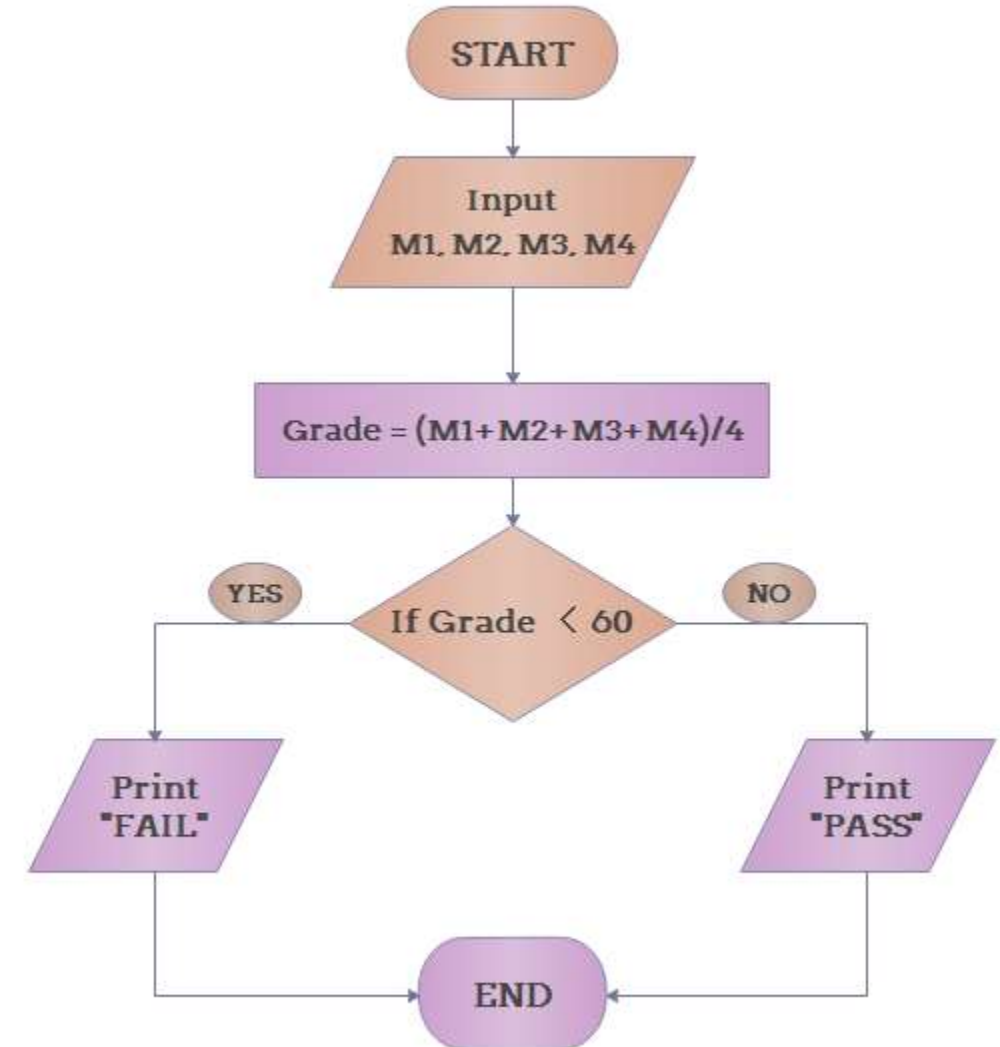 START
Input
M1, M2, M3, M4
Grade = (M1+M2+M3+M4)/4
If Grade < 60
YES
NO
Print
"FAIL"
Print
"PASS"
END